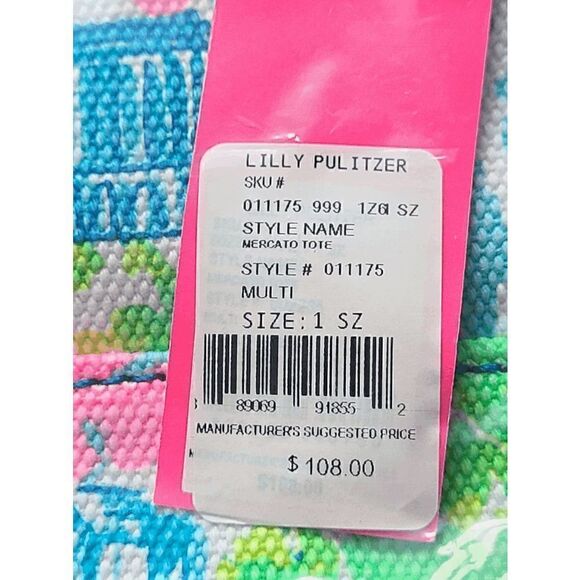 LILLY PULITZER
SKU #
011175 999 1Z61 SZ
STYLE NAME
MERCATO TOTE
STYLE # 011175
MULTI
SIZE: 1 SZ
89069 91855 2
MANUFACTURER'S SUGGESTED PRICE
$ 108.00